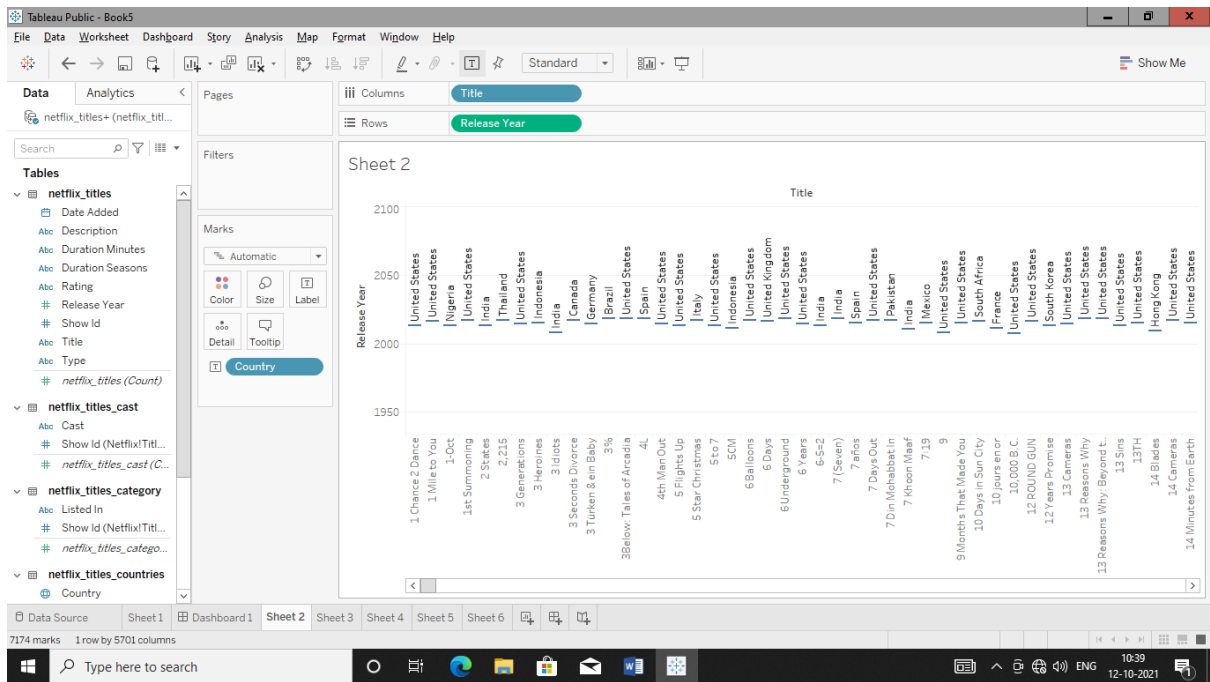 Tableau Public - Book5
File Data Worksheet Dashboard Story Analysis Map Format Window Help
Standard
Show Me
Data Analytics
netflix_titles+ (netflix_titl...
Search
Tables
netflix_titles
Date Added
Abc Description
Abc Duration Minutes
Abc Duration Seasons
Abc Rating
# Release Year
# Show Id
Abc Title
Abc Type
# netflix_titles (Count)
netflix_titles_cast
Abc Cast
# Show Id (Netflix!Titl...
# netflix_titles_cast (C...
netflix_titles_category
Abc Listed In
# Show Id (Netflix!Titl...
# netflix_titles_catego...
netflix_titles_countries
Country
Pages
Filters
Marks
Automatic
Color Size Label
Detail Tooltip
Country
Columns Title
Rows Release Year
Sheet 2
Title
Release Year
2100
2050
2000
1950
United States
United States
Nigeria
United States
India
Thailand
United States
Indonesia
India
Canada
Germany
Brazil
United States
Spain
United States
United States
Italy
United States
Indonesia
United States
United Kingdom
United States
United States
India
India
Spain
United States
Pakistan
India
Mexico
United States
United States
South Africa
France
United States
United States
South Korea
United States
United States
United States
United States
United States
Hong Kong
United States
United States
1 Chance 2 Dance
1 Mile to You
1-Oct
1st Summoning
2 States
2,215
3 Generations
3 Heroines
3 Idiots
3 Seconds Divorce
3 Türken & ein Baby
3%
3Below: Tales of Arcadia
4L
4th Man Out
5 Flights Up
5 Star Christmas
5 to 7
5CM
6 Balloons
6 Days
6 Underground
6 Years
6-5=2
7 (Seven)
7 años
7 Days Out
7 Din Mohabbat In
7 Khoon Maaf
7:19
9
9 Months That Made You
10 Days in Sun City
10 jours en or
10,000 B.C.
12 ROUND GUN
12 Years Promise
13 Cameras
13 Reasons Why
13 Reasons Why: Beyond t...
13 Sins
13TH
14 Blades
14 Cameras
14 Minutes from Earth
Data Source Sheet 1 Dashboard 1 Sheet 2 Sheet 3 Sheet 4 Sheet 5 Sheet 6
7174 marks 1 row by 5701 columns
Type here to search
ENG
10:39
12-10-2021